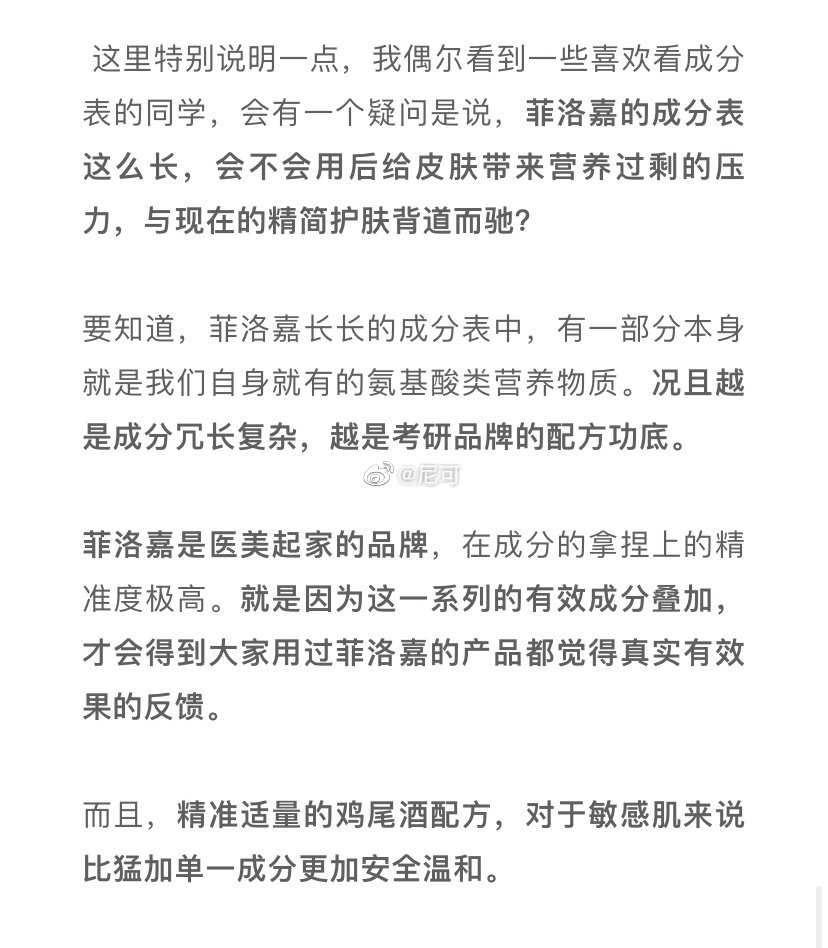 这里特别说明一点，我偶尔看到一些喜欢看成分
表的同学，会有一个疑问是说，菲洛嘉的成分表
这么长，会不会用后给皮肤带来营养过剩的压
力，与现在的精简护肤背道而驰？
要知道，菲洛嘉长长的成分表中，有一部分本身
就是我们自身就有的氨基酸类营养物质。况且越
是成分冗长复杂，越是考研品牌的配方功底。
@尼可
菲洛嘉是医美起家的品牌，在成分的拿捏上的精
准度极高。就是因为这一系列的有效成分叠加，
才会得到大家用过菲洛嘉的产品都觉得真实有效
果的反馈。
而且，精准适量的鸡尾酒配方，对于敏感肌来说
比猛加单一成分更加安全温和。